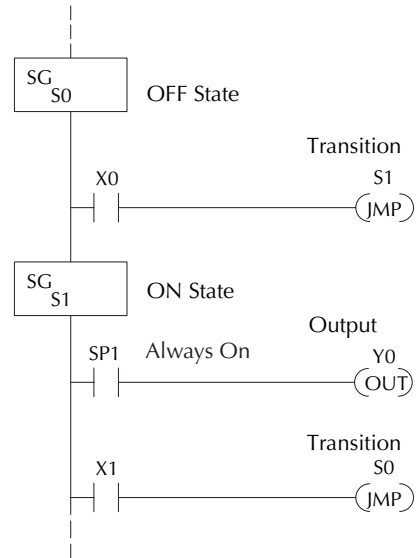 SG
S0
OFF State
Transition
X0
S1
JMP
SG
S1
ON State
Output
SP1
Always On
Y0
OUT
Transition
X1
S0
JMP